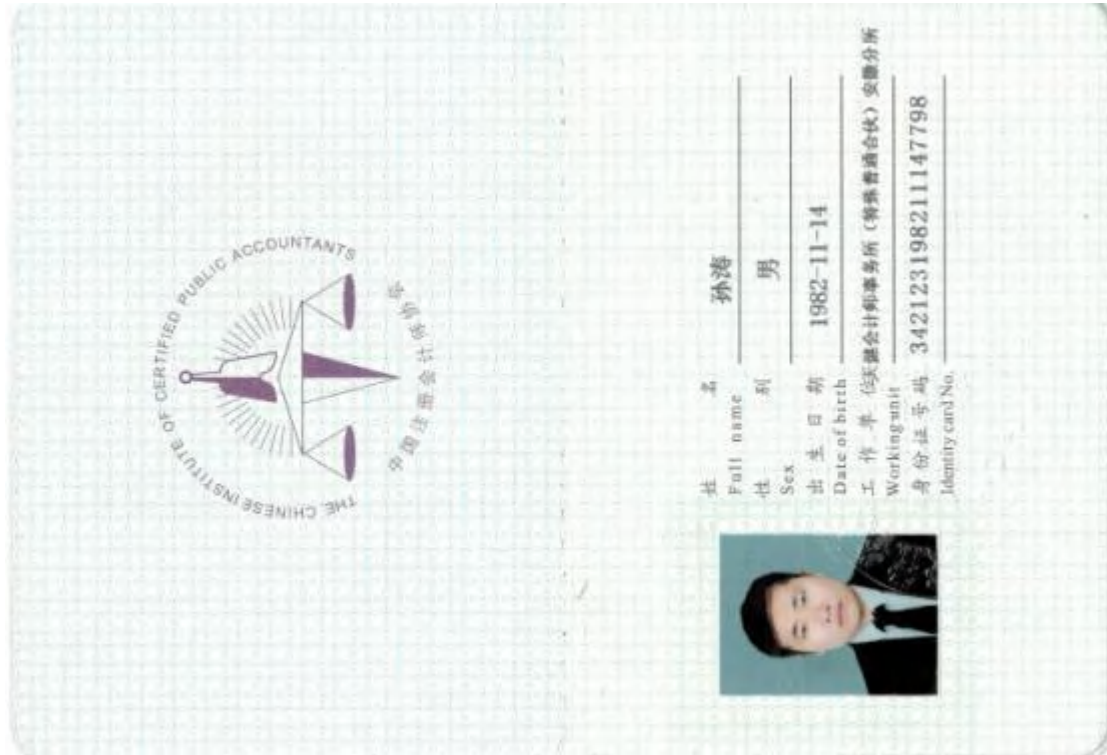 THE CHINESE INSTITUTE OF CERTIFIED PUBLIC ACCOUNTANTS
中国注册会计师协会
姓 名 孙涛
Full name
性 别 男
Sex
出生日期 1982-11-14
Date of birth
工作单位 天健会计师事务所（特殊普通合伙）安徽分所
Working unit
身份证号码 342123198211147798
Identity card No.